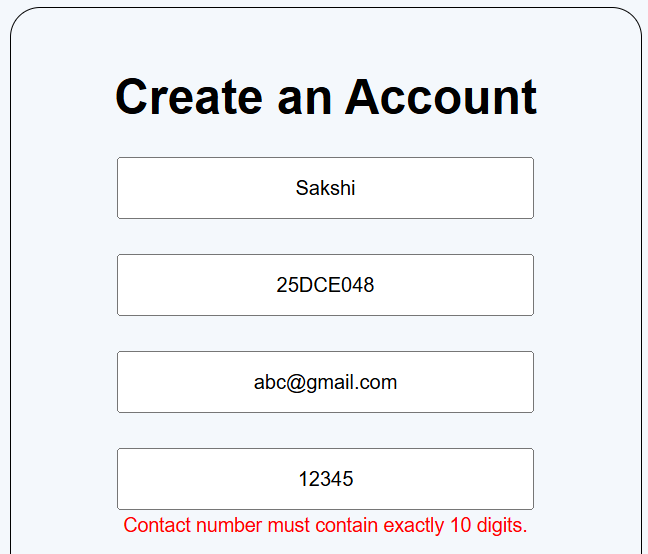 Create an Account
Sakshi
25DCE048
abc@gmail.com
12345
Contact number must contain exactly 10 digits.